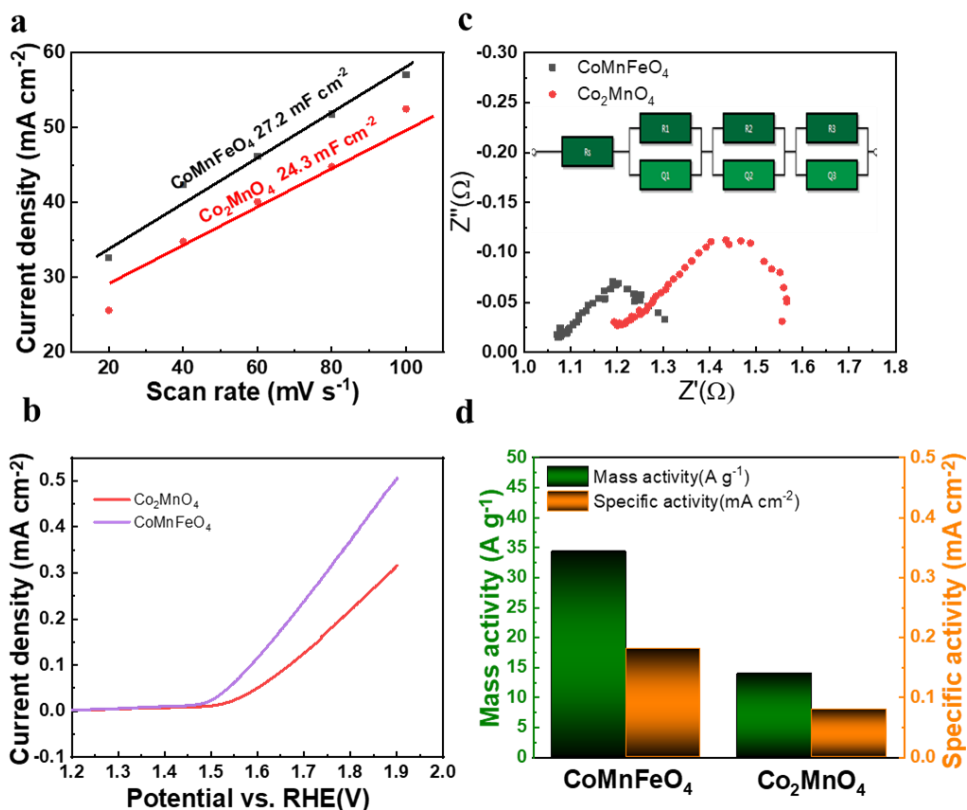 a
Current density (mA cm⁻²)
60
50
40
30
20
CoMnFeO₄ 27.2 mF cm⁻²
Co₂MnO₄ 24.3 mF cm⁻²
20 40 60 80 100
Scan rate (mV s⁻¹)
c
Z''(Ω)
-0.30
-0.25
-0.20
-0.15
-0.10
-0.05
0.00
CoMnFeO₄
Co₂MnO₄
R1 R2 R3
Q1 Q2 Q3
1.0 1.1 1.2 1.3 1.4 1.5 1.6 1.7 1.8
Z'(Ω)
b
Current density (mA cm⁻²)
0.5
0.4
0.3
0.2
0.1
0.0
-0.1
Co₂MnO₄
CoMnFeO₄
1.2 1.3 1.4 1.5 1.6 1.7 1.8 1.9 2.0
Potential vs. RHE(V)
d
Mass activity (A g⁻¹)
50
45
40
35
30
25
20
15
10
5
0
Mass activity(A g⁻¹)
Specific activity(mA cm⁻²)
CoMnFeO₄ Co₂MnO₄
0.5
0.4
0.3
0.2
0.1
0.0
Specific activity (mA cm⁻²)